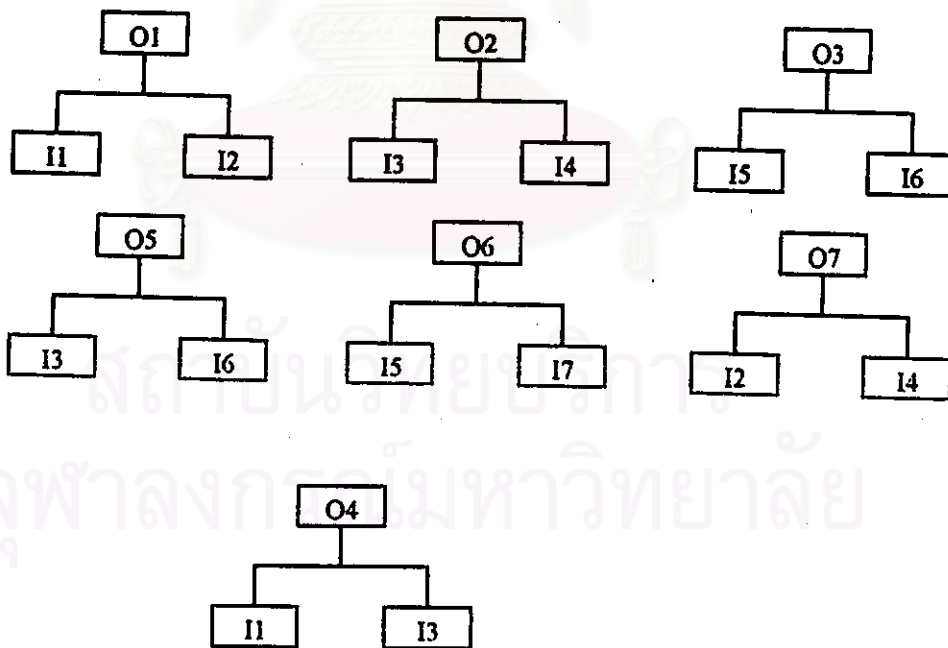 O1
O2
O3
I1
I2
I3
I4
I5
I6
O5
O6
O7
I3
I6
I5
I7
I2
I4
สถาบันวิทยบริการ
จุฬาลงกรณ์มหาวิทยาลัย
O4
I1
I3